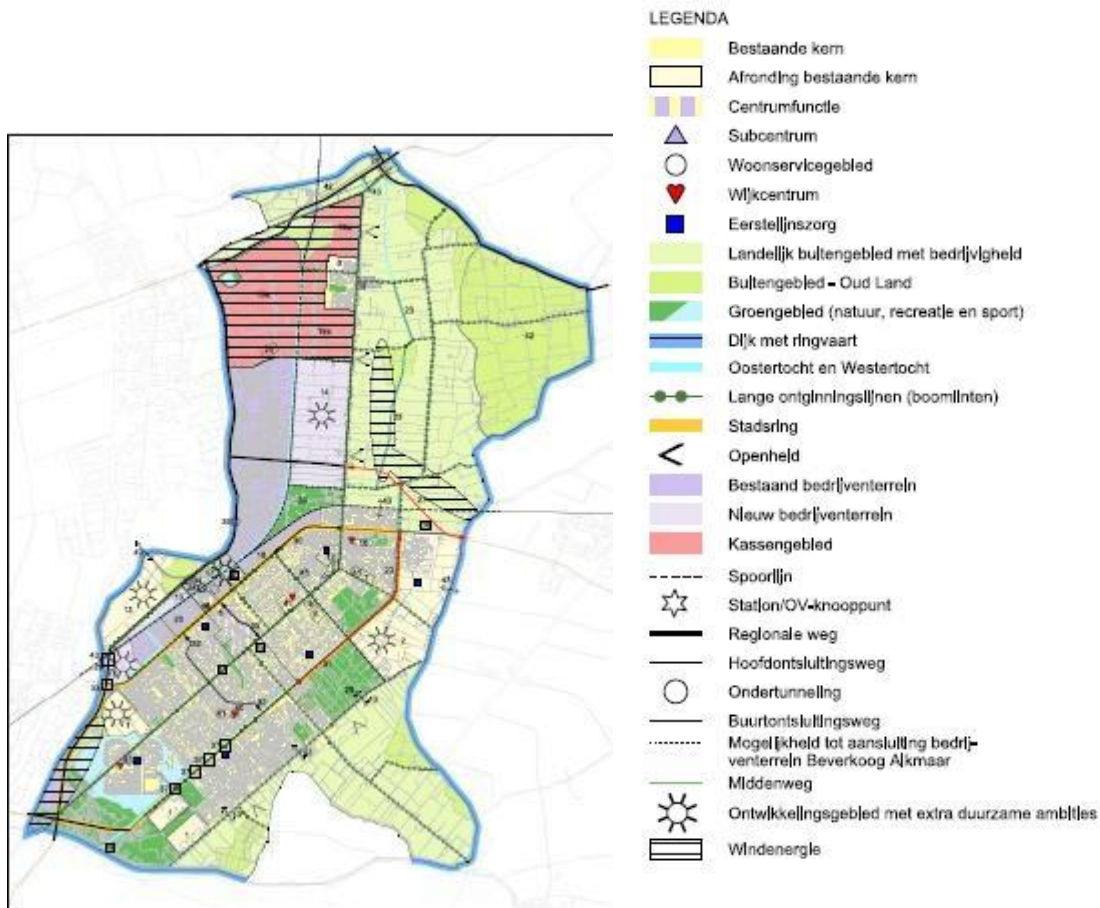 LEGENDA
Bestaande kern
Afronding bestaande kern
Centrumfunctie
Subcentrum
Woonservicegebied
Wijkcentrum
Eerstelijnszorg
Landelijk buitengebied met bedrijvigheid
Buitengebied - Oud Land
Groengebied (natuur, recreatie en sport)
Dijk met ringvaart
Oostertocht en Westertocht
Lange ontginningslijnen (boomlinten)
Stadsring
Openheid
Bestaand bedrijventerrein
Nieuw bedrijventerrein
Kassengebied
Spoorlijn
Station/OV-knooppunt
Regionale weg
Hoofdontsluitingsweg
Ondertunneling
Buurtontsluitingsweg
Mogelijkheid tot aansluiting bedrij-
venterrein Beverkoog Alkmaar
Middenweg
Ontwikkelingsgebied met extra duurzame ambities
Windenergie